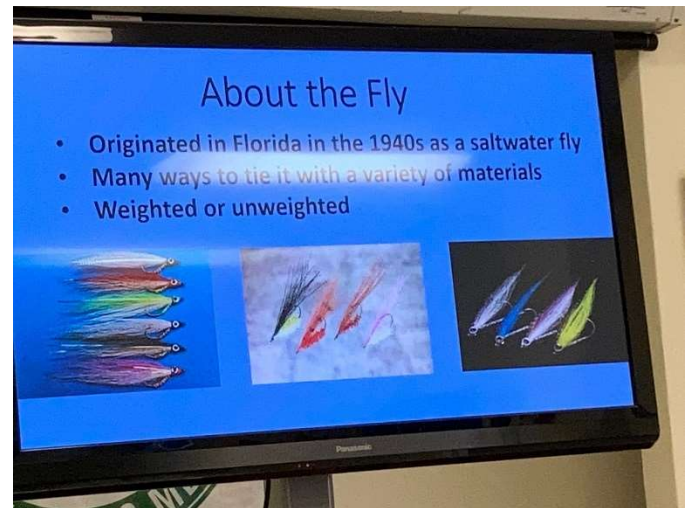 About the Fly
• Originated in Florida in the 1940s as a saltwater fly
• Many ways to tie it with a variety of materials
• Weighted or unweighted
Panasonic